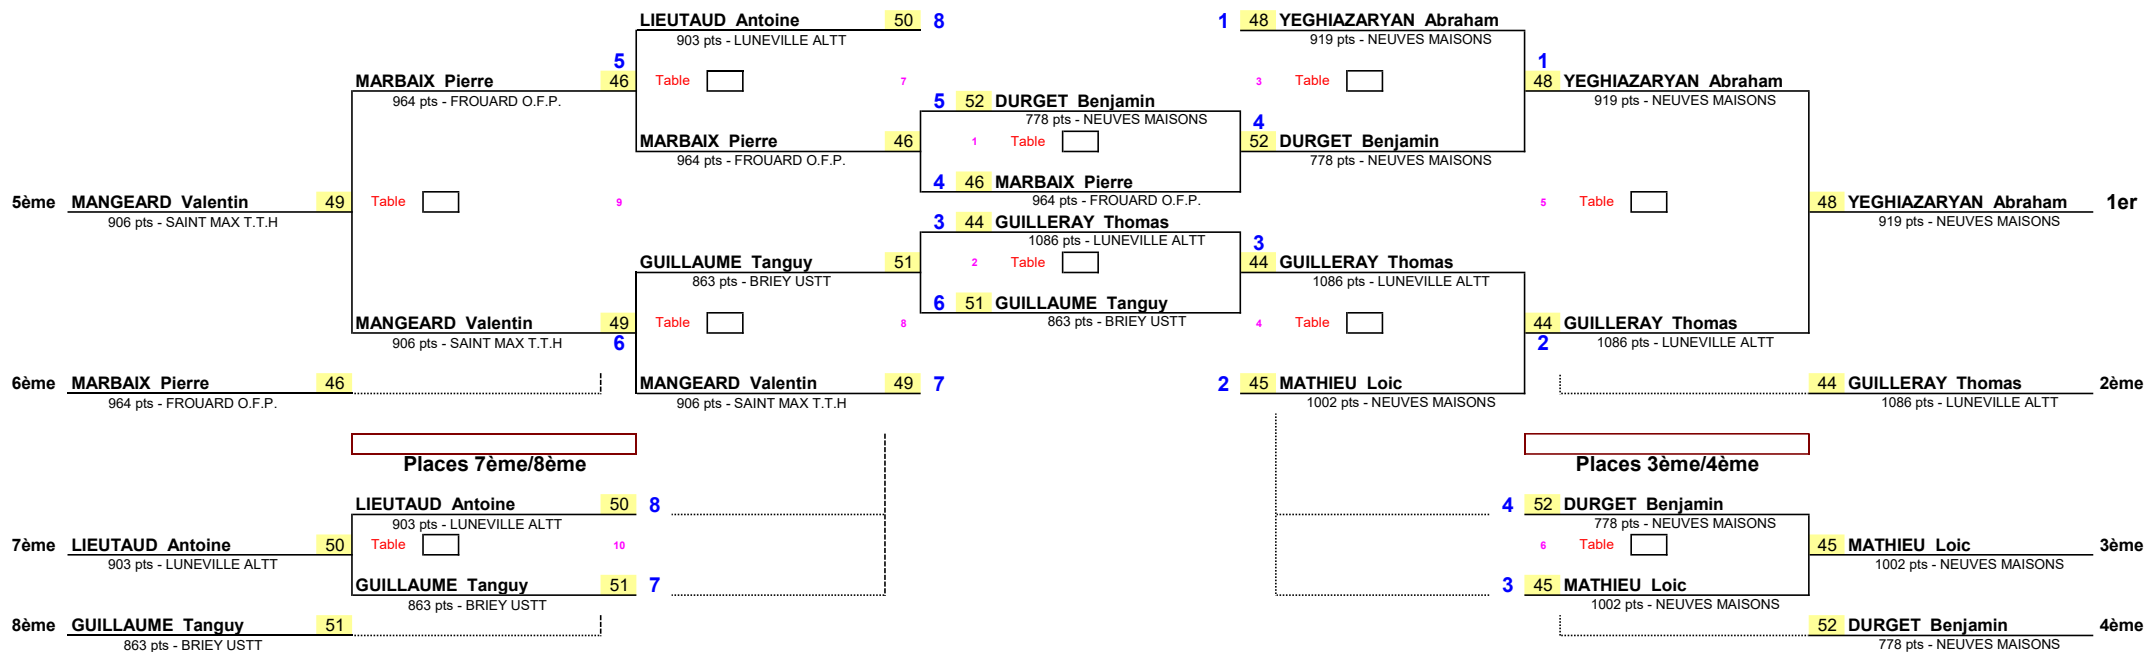 LIEUTAUD Antoine 50 8 1 48 YEGHIAZARYAN Abraham
903 pts - LUNEVILLE ALTT 919 pts - NEUVES MAISONS
5 1
MARBAIX Pierre 46 Table 7 3 Table 48 YEGHIAZARYAN Abraham
964 pts - FROUARD O.F.P. 5 52 DURGET Benjamin 919 pts - NEUVES MAISONS
778 pts - NEUVES MAISONS 4
MARBAIX Pierre 46 1 Table 52 DURGET Benjamin
964 pts - FROUARD O.F.P. 778 pts - NEUVES MAISONS
4 46 MARBAIX Pierre
5ème MANGEARD Valentin 49 Table 9 964 pts - FROUARD O.F.P. 5 Table 48 YEGHIAZARYAN Abraham 1er
906 pts - SAINT MAX T.T.H 3 44 GUILLERAY Thomas 919 pts - NEUVES MAISONS
1086 pts - LUNEVILLE ALTT 3
GUILLAUME Tanguy 51 2 Table 44 GUILLERAY Thomas
863 pts - BRIEY USTT 1086 pts - LUNEVILLE ALTT
6 51 GUILLAUME Tanguy
MANGEARD Valentin 49 Table 8 863 pts - BRIEY USTT 4 Table 44 GUILLERAY Thomas
906 pts - SAINT MAX T.T.H 6 2 1086 pts - LUNEVILLE ALTT
6ème MARBAIX Pierre 46 MANGEARD Valentin 49 7 2 45 MATHIEU Loic 44 GUILLERAY Thomas 2ème
964 pts - FROUARD O.F.P. 906 pts - SAINT MAX T.T.H 1002 pts - NEUVES MAISONS 1086 pts - LUNEVILLE ALTT
Places 7ème/8ème Places 3ème/4ème
LIEUTAUD Antoine 50 8 4 52 DURGET Benjamin
903 pts - LUNEVILLE ALTT 778 pts - NEUVES MAISONS
7ème LIEUTAUD Antoine 50 Table 10 6 Table 45 MATHIEU Loic 3ème
903 pts - LUNEVILLE ALTT 1002 pts - NEUVES MAISONS
GUILLAUME Tanguy 51 7 3 45 MATHIEU Loic
863 pts - BRIEY USTT 1002 pts - NEUVES MAISONS
8ème GUILLAUME Tanguy 51 52 DURGET Benjamin 4ème
863 pts - BRIEY USTT 778 pts - NEUVES MAISONS